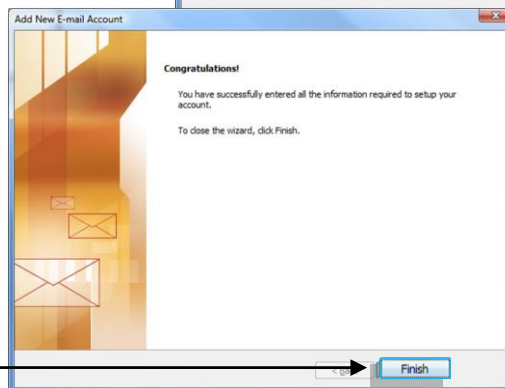 Add New E-mail Account
Congratulations!
You have successfully entered all the information required to setup your
account.
To close the wizard, click Finish.
Finish